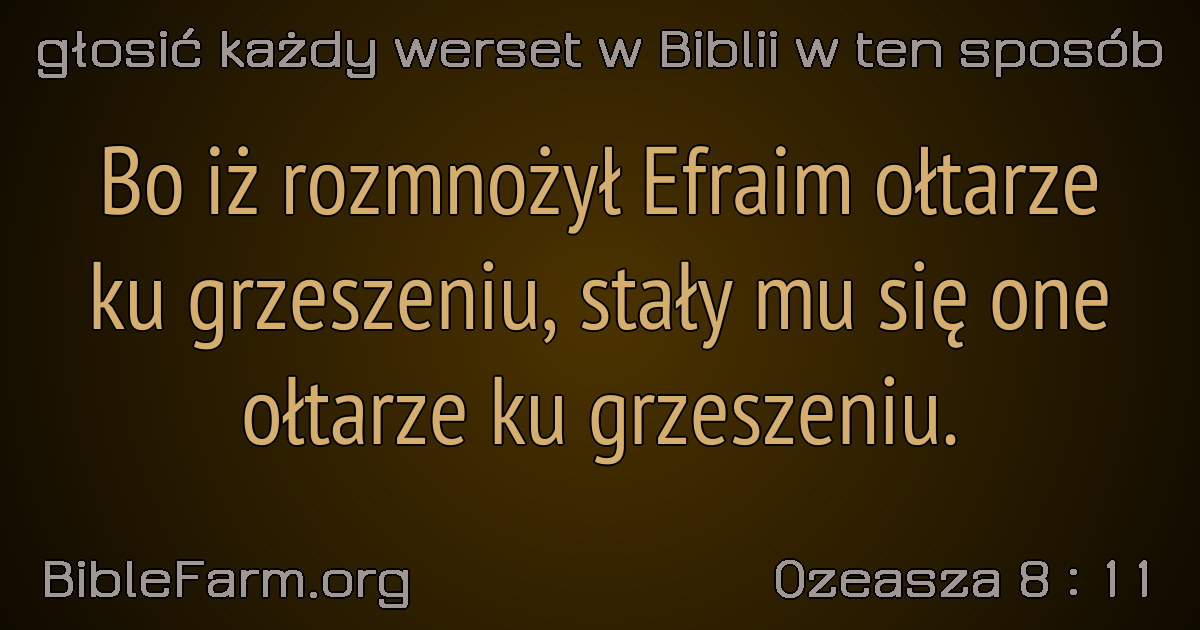 głosić każdy werset w Biblii w ten sposób
Bo iż rozmnożył Efraim ołtarze
ku grzeszeniu, stały mu się one
ołtarze ku grzeszeniu.
BibleFarm.org
Ozeasza 8 : 11